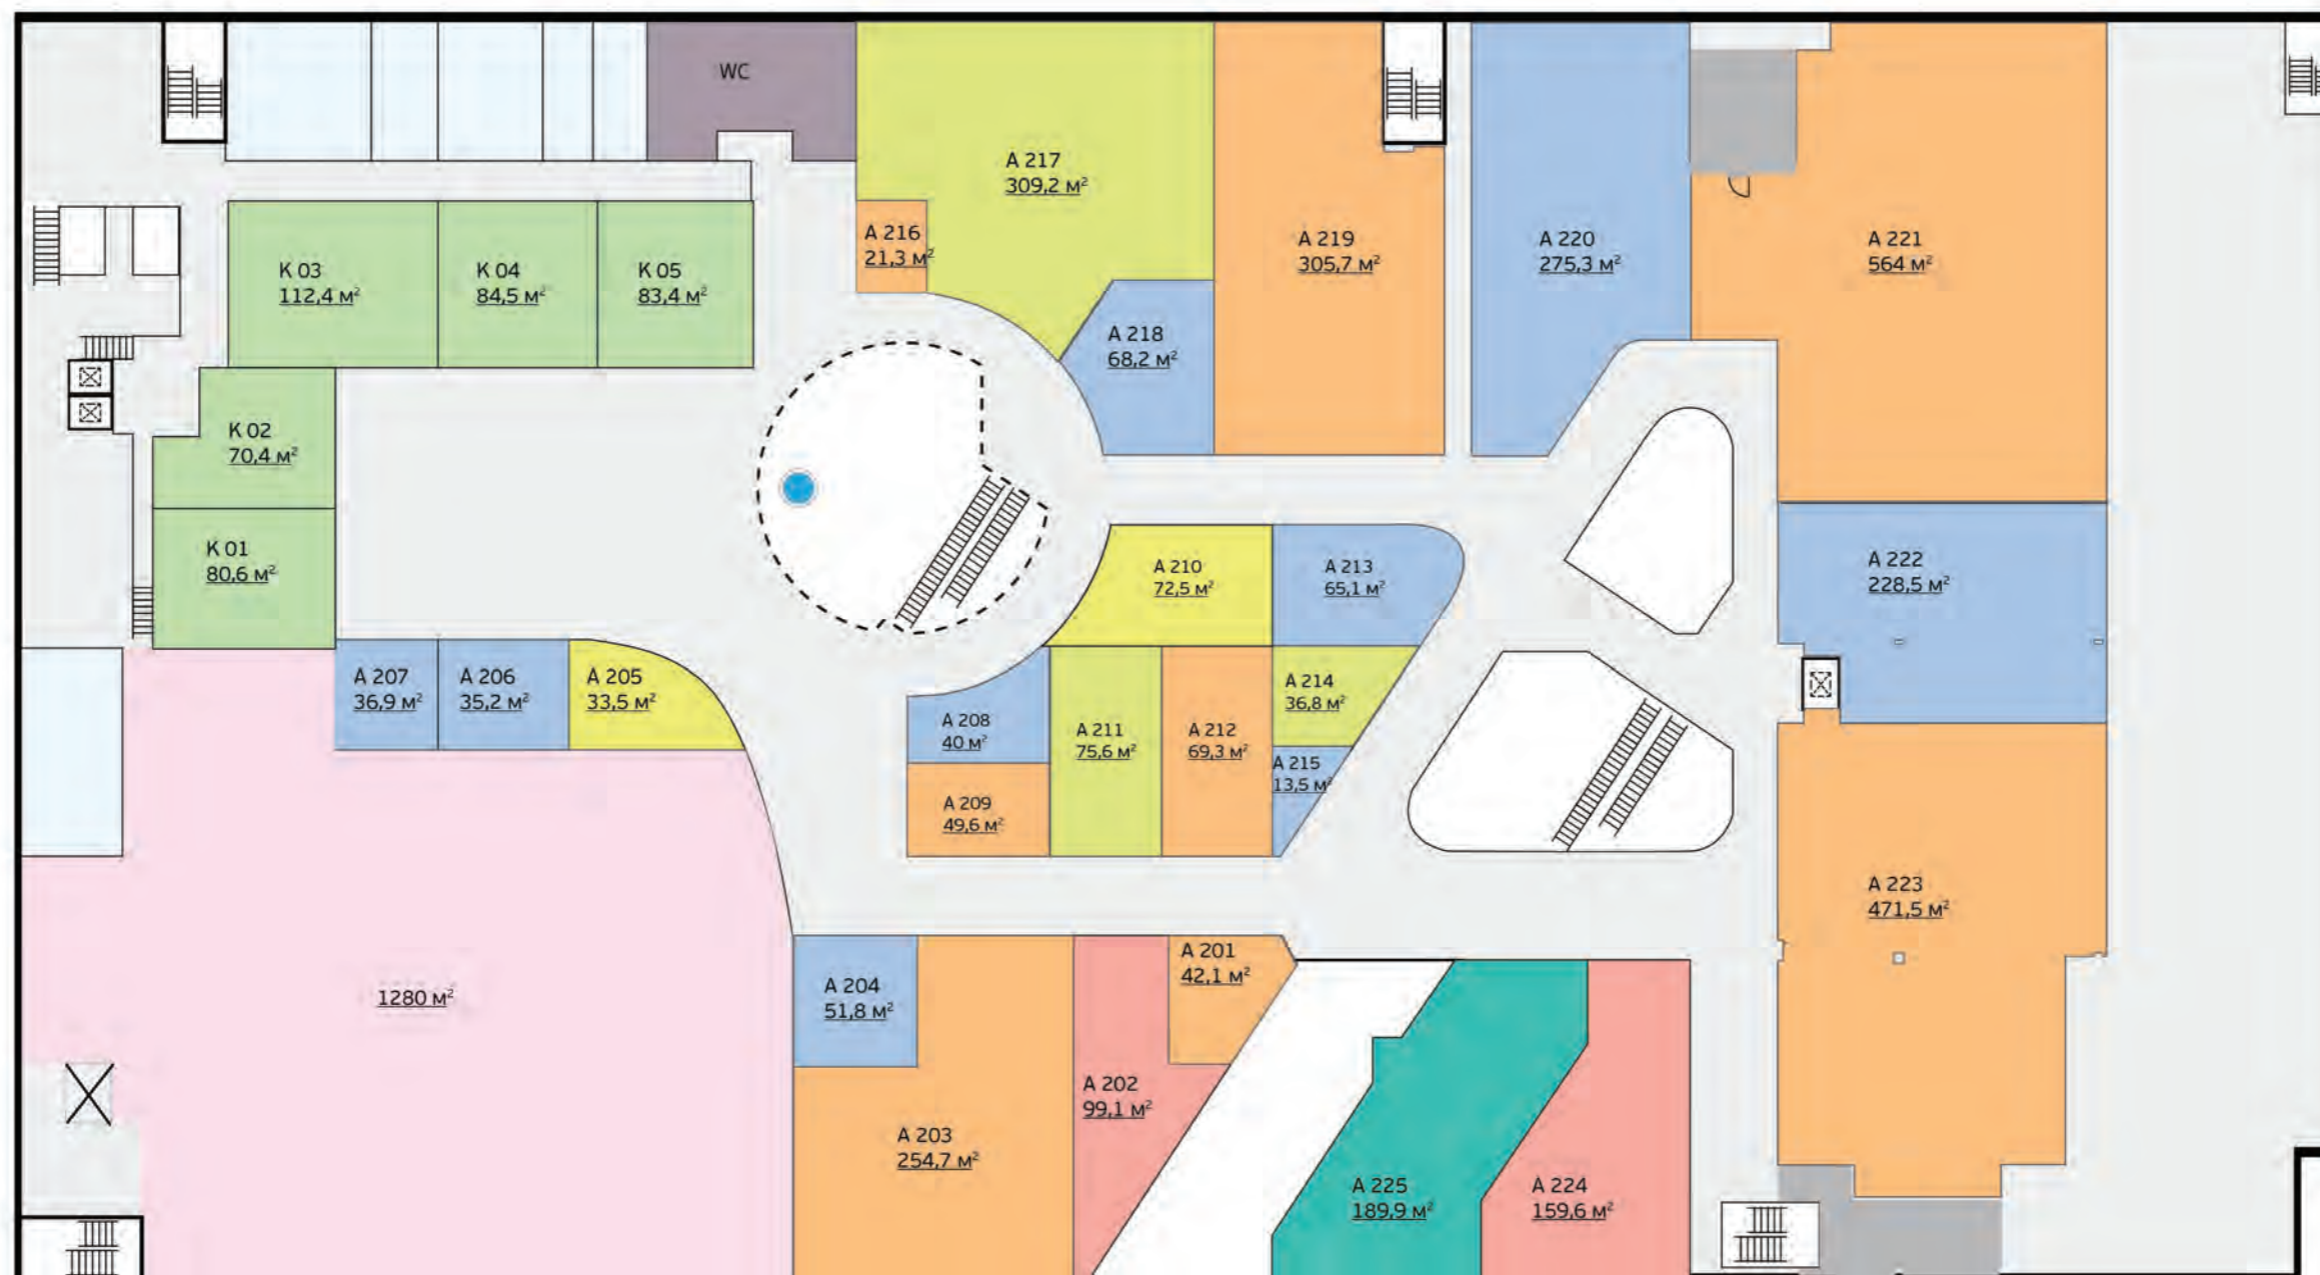 WC
A 217
309,2 м²
A 216
21,3 м²
A 219
305,7 м²
A 220
275,3 м²
A 221
564 м²
K 03
112,4 м²
K 04
84,5 м²
K 05
83,4 м²
A 218
68,2 м²
K 02
70,4 м²
K 01
80,6 м²
A 210
72,5 м²
A 213
65,1 м²
A 222
228,5 м²
A 207
36,9 м²
A 206
35,2 м²
A 205
33,5 м²
A 208
40 м²
A 211
75,6 м²
A 212
69,3 м²
A 214
36,8 м²
A 215
13,5 м²
A 209
49,6 м²
A 223
471,5 м²
1280 м²
A 204
51,8 м²
A 201
42,1 м²
A 202
99,1 м²
A 203
254,7 м²
A 225
189,9 м²
A 224
159,6 м²